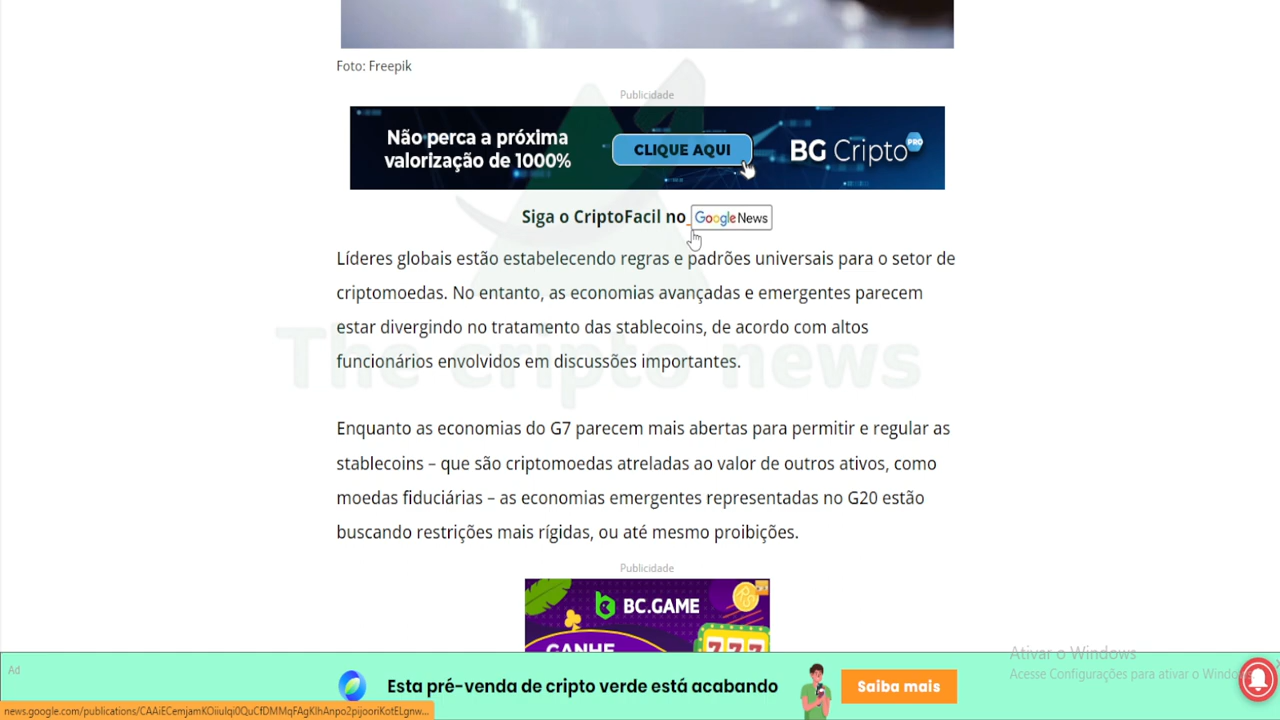 Foto: Freepik
Publicidade
Não perca a próxima
valorização de 1000%
CLIQUE AQUI
BG Cripto PRO
Siga o CriptoFacil no Google News
Líderes globais estão estabelecendo regras e padrões universais para o setor de
criptomoedas. No entanto, as economias avançadas e emergentes parecem
estar divergindo no tratamento das stablecoins, de acordo com altos
funcionários envolvidos em discussões importantes.
The cripto news
Enquanto as economias do G7 parecem mais abertas para permitir e regular as
stablecoins – que são criptomoedas atreladas ao valor de outros ativos, como
moedas fiduciárias – as economias emergentes representadas no G20 estão
buscando restrições mais rígidas, ou até mesmo proibições.
Publicidade
BC.GAME
GANHE
777
Ativar o Windows
Acesse Configurações para ativar o Windows.
Ad
Esta pré-venda de cripto verde está acabando
Saiba mais